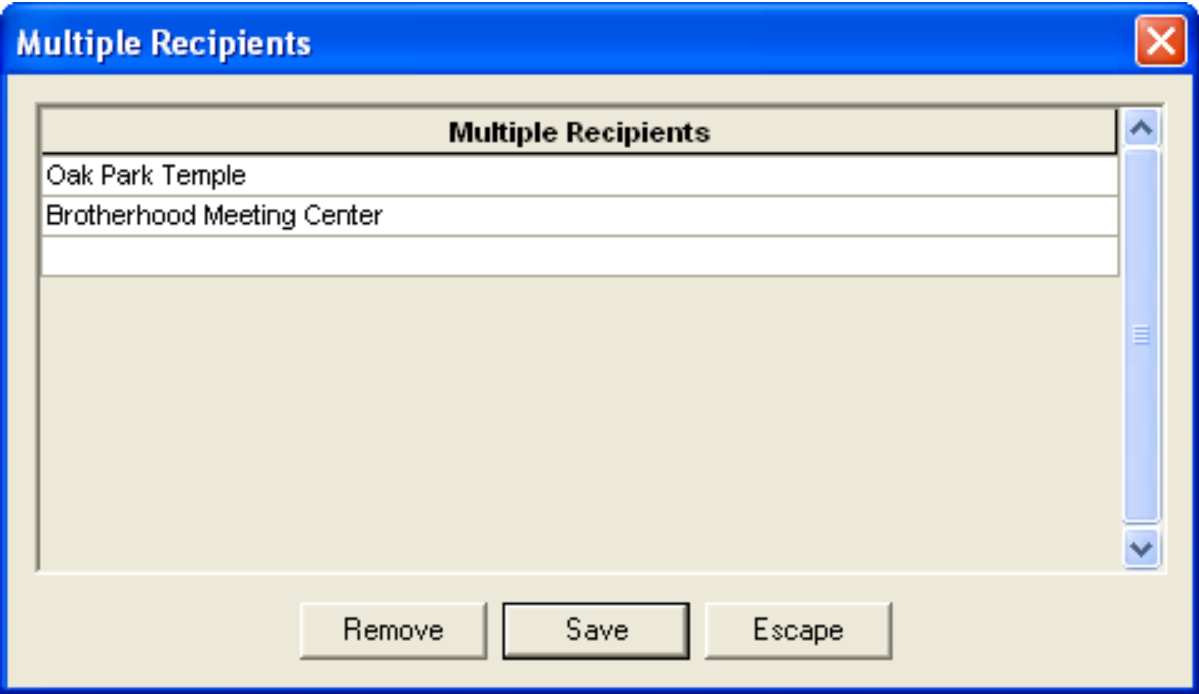 Multiple Recipients
Multiple Recipients
Oak Park Temple
Brotherhood Meeting Center
Remove Save Escape